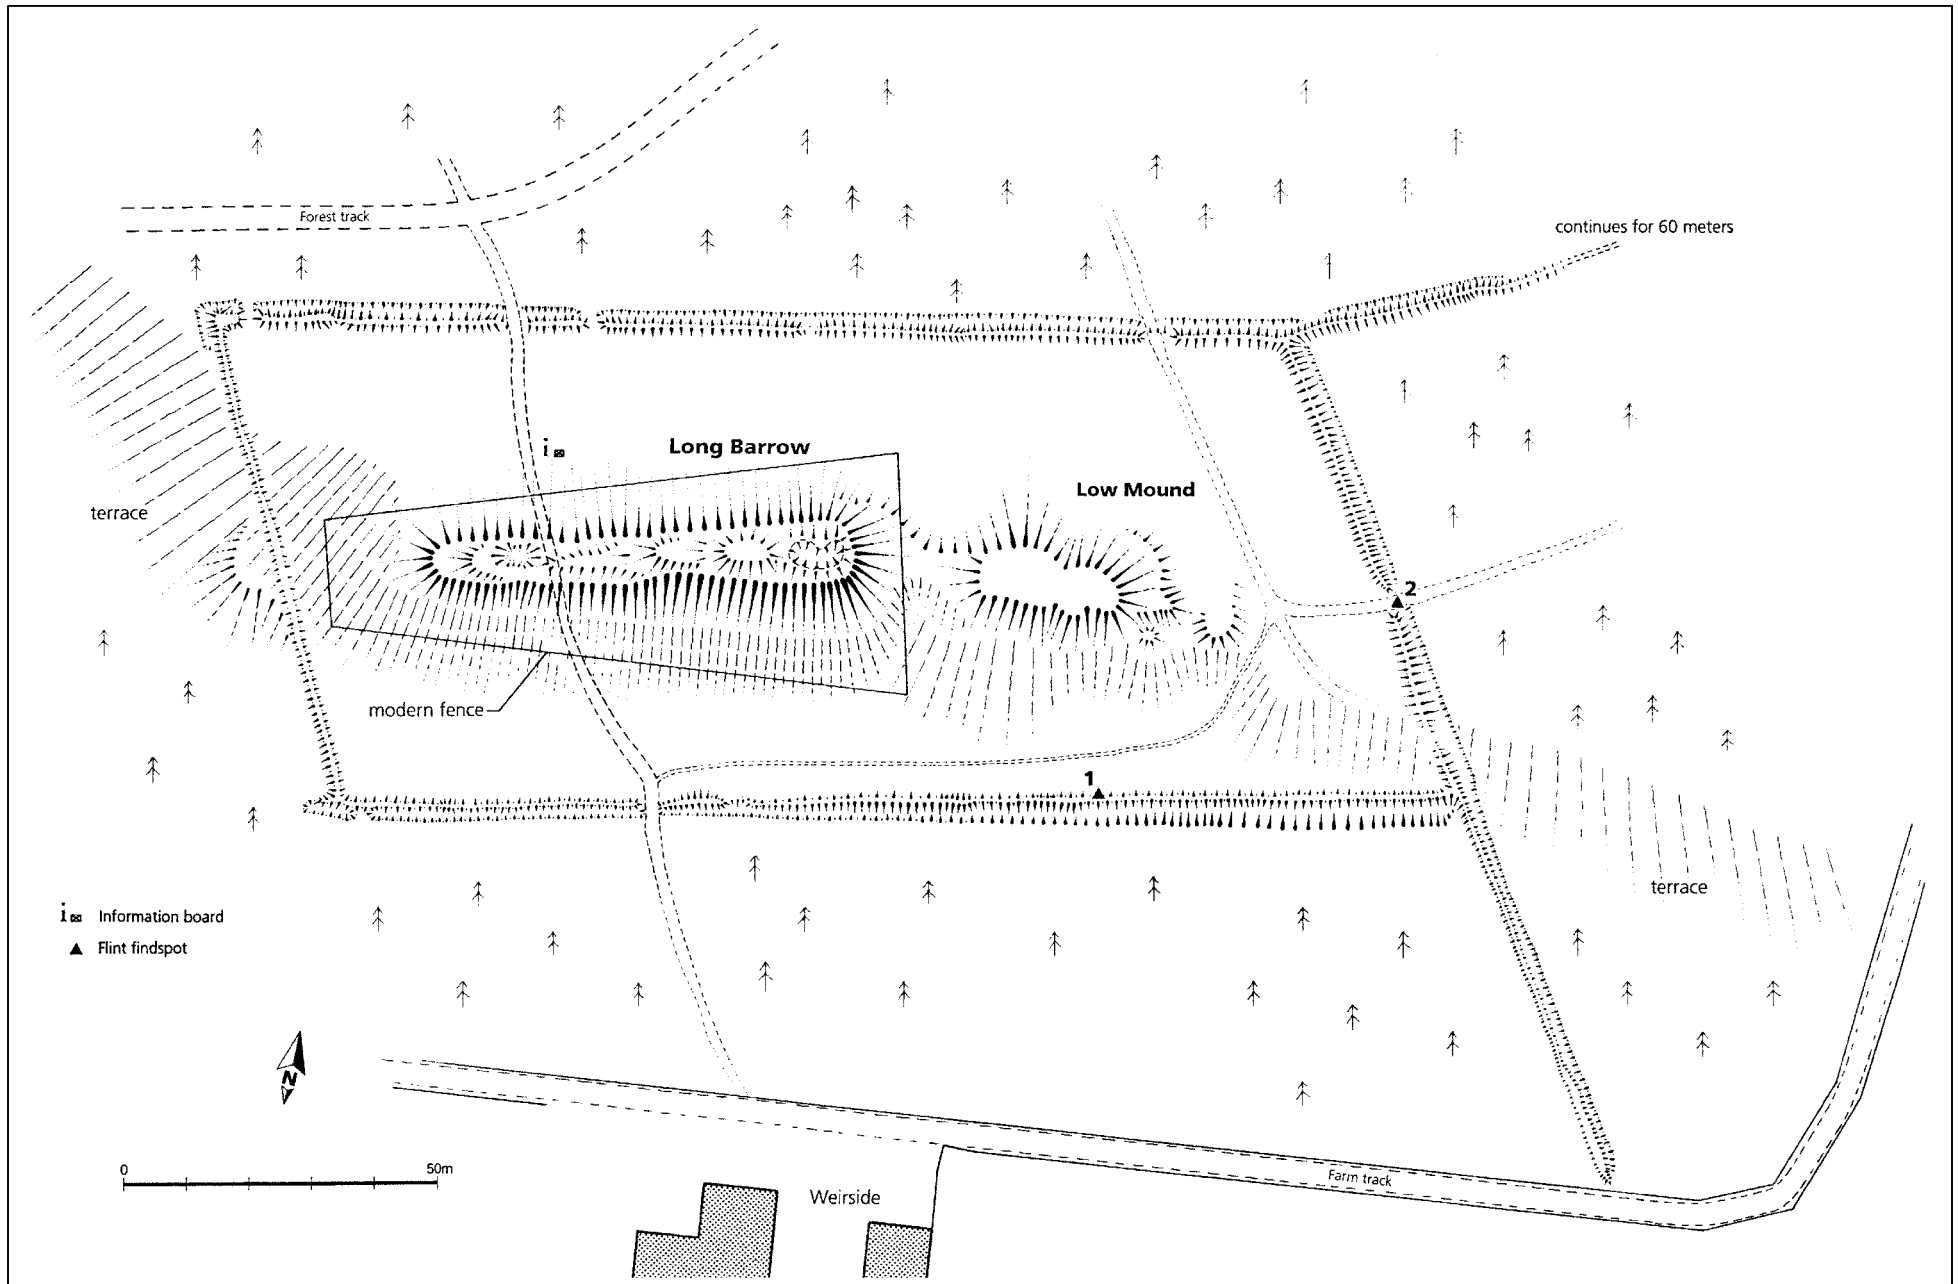 Forest track
continues for 60 meters
i
Long Barrow
Low Mound
terrace
2
modern fence
1
terrace
i Information board
Flint findspot
N
0 50m
Weirside
Farm track